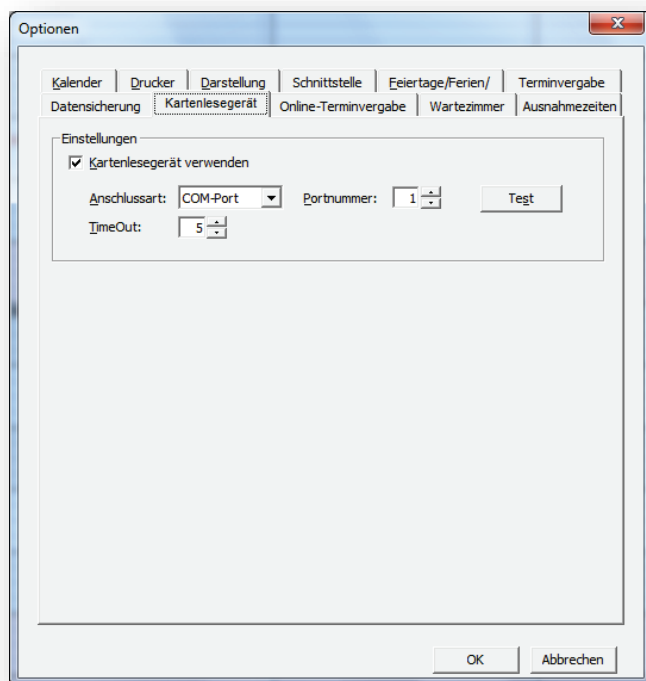 Optionen
Kalender Drucker Darstellung Schnittstelle Feiertage/Ferien/ Terminvergabe
Datensicherung Kartenlesegerät Online-Terminvergabe Wartezimmer Ausnahmezeiten
Einstellungen
Kartenlesegerät verwenden
Anschlussart: COM-Port Portnummer: 1 Test
TimeOut: 5
OK Abbrechen